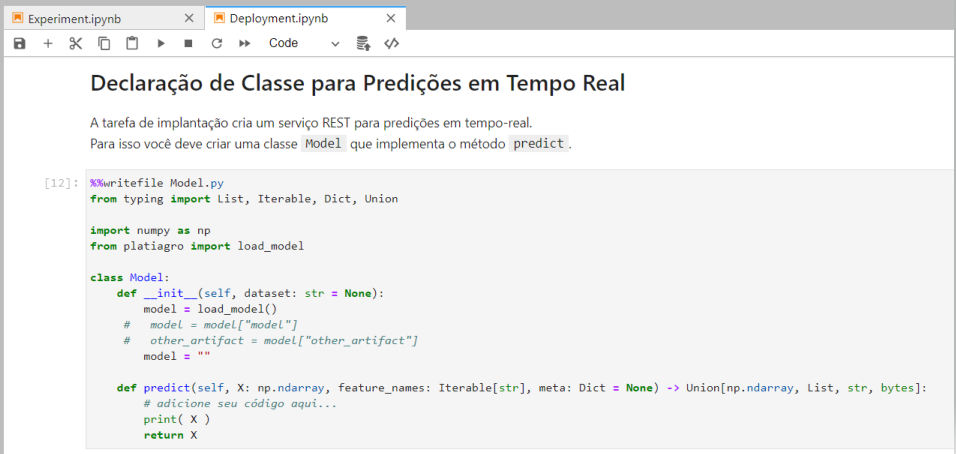 Experiment.ipynb
Deployment.ipynb
Code
Declaração de Classe para Predições em Tempo Real
A tarefa de implantação cria um serviço REST para predições em tempo-real.
Para isso você deve criar uma classe Model que implementa o método predict.
[12]:
%%writefile Model.py
from typing import List, Iterable, Dict, Union
import numpy as np
from platiagro import load_model
class Model:
    def __init__(self, dataset: str = None):
        model = load_model()
     #   model = model["model"]
     #   other_artifact = model["other_artifact"]
        model = ""
    def predict(self, X: np.ndarray, feature_names: Iterable[str], meta: Dict = None) -> Union[np.ndarray, List, str, bytes]:
        # adicione seu código aqui...
        print( X )
        return X